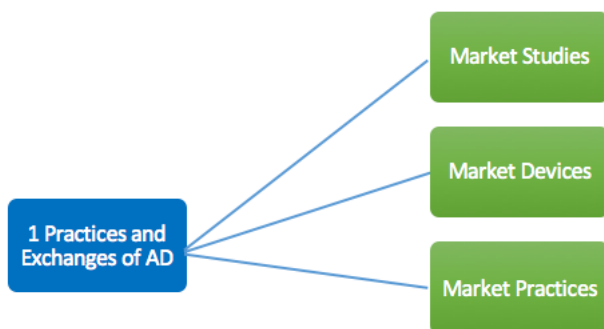 Market Studies
Market Devices
1 Practices and
Exchanges of AD
Market Practices